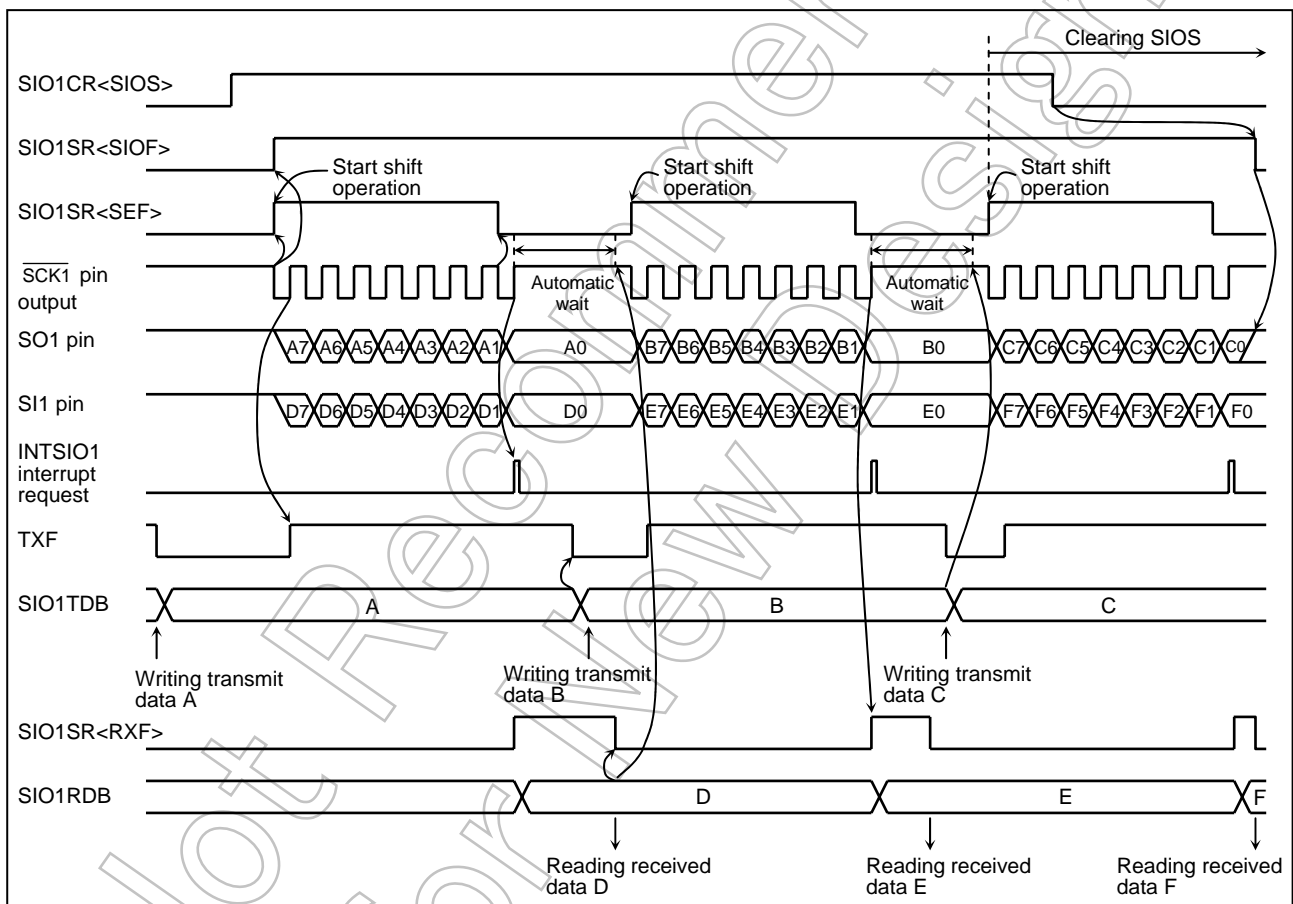 Clearing SIOS
SIO1CR<SIOS>
SIO1SR<SIOF>
Start shift operation
Start shift operation
Start shift operation
SIO1SR<SEF>
SCK1 pin output
Automatic wait
Automatic wait
SO1 pin
A7 A6 A5 A4 A3 A2 A1 A0 B7 B6 B5 B4 B3 B2 B1 B0 C7 C6 C5 C4 C3 C2 C1 C0
SI1 pin
D7 D6 D5 D4 D3 D2 D1 D0 E7 E6 E5 E4 E3 E2 E1 E0 F7 F6 F5 F4 F3 F2 F1 F0
INTSIO1 interrupt request
TXF
SIO1TDB
A B C
Writing transmit data A
Writing transmit data B
Writing transmit data C
SIO1SR<RXF>
SIO1RDB
D E F
Reading received data D
Reading received data E
Reading received data F
Not Recommen
for New Design